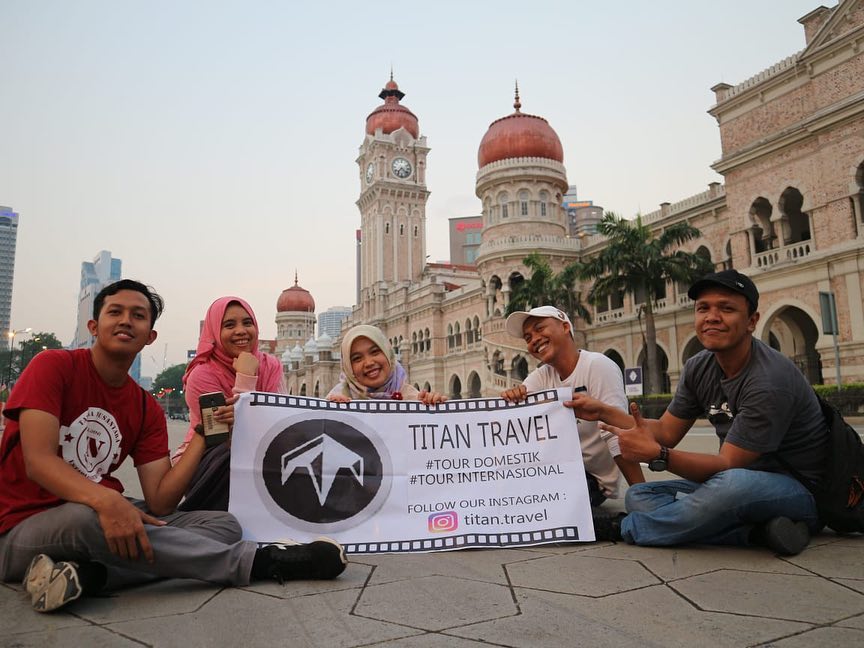 TITAN TRAVEL
#TOUR DOMESTIK
#TOUR INTERNASIONAL
FOLLOW OUR INSTAGRAM :
titan.travel